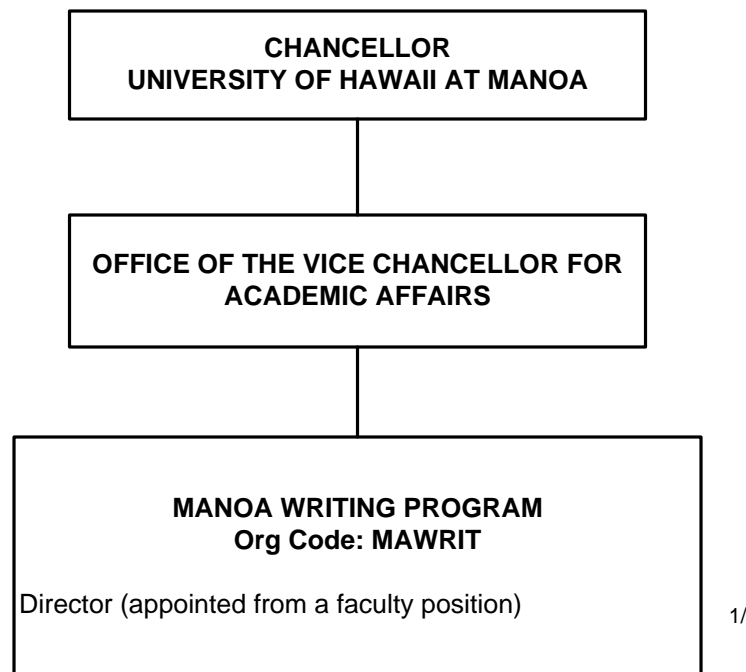 CHANCELLOR
UNIVERSITY OF HAWAII AT MANOA
OFFICE OF THE VICE CHANCELLOR FOR
ACADEMIC AFFAIRS
MANOA WRITING PROGRAM
Org Code: MAWRIT
Director (appointed from a faculty position) 1/